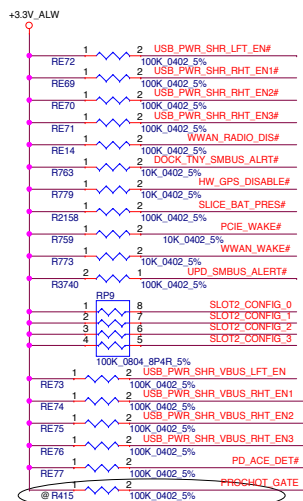 +3.3V_ALW
1 2 USB_PWR_SHR_LFT_EN#
RE72 100K_0402_5%
1 2 USB_PWR_SHR_RHT_EN1#
RE69 100K_0402_5%
1 2 USB_PWR_SHR_RHT_EN2#
RE70 100K_0402_5%
1 2 USB_PWR_SHR_RHT_EN3#
RE71 100K_0402_5%
1 2 WWAN_RADIO_DIS#
RE14 100K_0402_5%
1 2 DOCK_TNY_SMBUS_ALRT#
R763 10K_0402_5%
1 2 HW_GPS_DISABLE#
R779 100K_0402_5%
1 2 SLICE_BAT_PRES#
R2158 100K_0402_5%
1 2 PCIE_WAKE#
R759 10K_0402_5%
1 2 WWAN_WAKE#
R773 10K_0402_5%
2 1 UPD_SMBUS_ALERT#
R3740 100K_0402_5%
RP9
1 8 SLOT2_CONFIG_0
2 7 SLOT2_CONFIG_1
3 6 SLOT2_CONFIG_2
4 5 SLOT2_CONFIG_3
100K_0804_8P4R_5%
1 2 USB_PWR_SHR_VBUS_LFT_EN
RE73 100K_0402_5%
1 2 USB_PWR_SHR_VBUS_RHT_EN1
RE74 100K_0402_5%
1 2 USB_PWR_SHR_VBUS_RHT_EN2
RE75 100K_0402_5%
1 2 USB_PWR_SHR_VBUS_RHT_EN3
RE76 100K_0402_5%
1 2 PD_ACE_DET#
RE77 100K_0402_5%
1 2 PROCHOT_GATE
@R415 100K_0402_5%